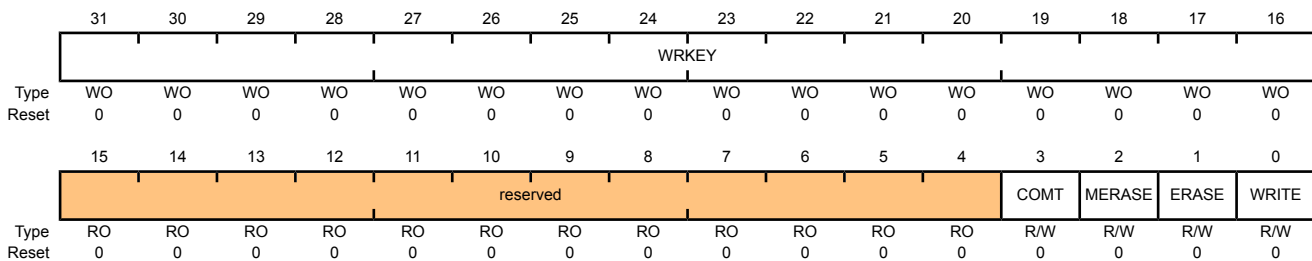 31 30 29 28 27 26 25 24 23 22 21 20 19 18 17 16
WRKEY
Type WO WO WO WO WO WO WO WO WO WO WO WO WO WO WO WO
Reset 0 0 0 0 0 0 0 0 0 0 0 0 0 0 0 0
15 14 13 12 11 10 9 8 7 6 5 4 3 2 1 0
reserved COMT MERASE ERASE WRITE
Type RO RO RO RO RO RO RO RO RO RO RO RO R/W R/W R/W R/W
Reset 0 0 0 0 0 0 0 0 0 0 0 0 0 0 0 0